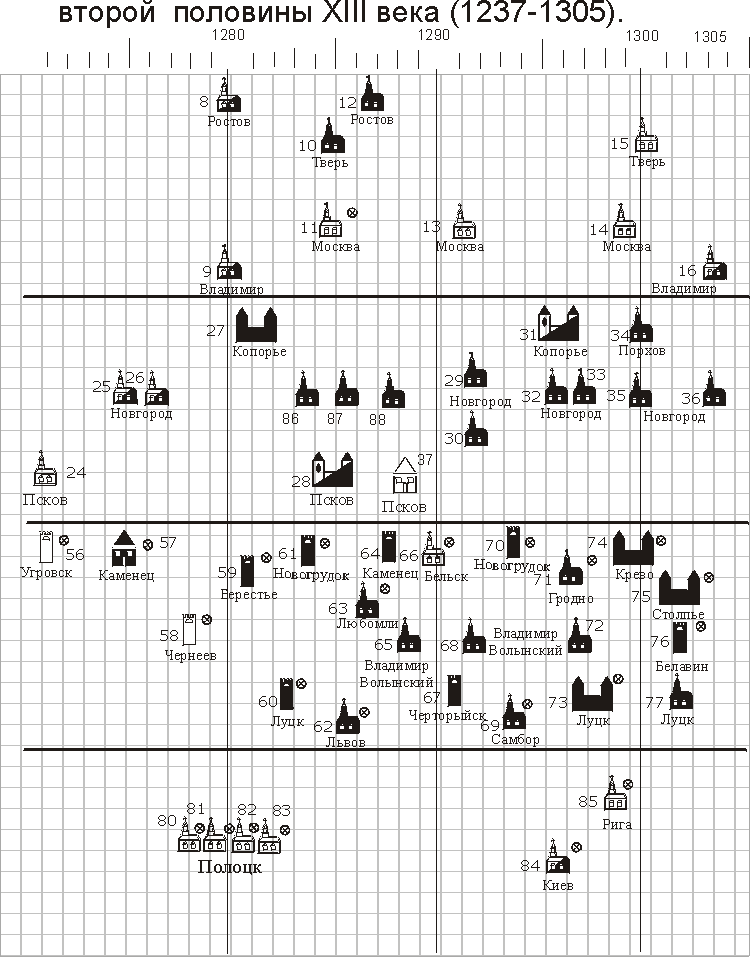 второй половины XIII века (1237-1305).
1280 1290 1300 1305
8 12
Ростов Ростов
10 15
Тверь Тверь
11 13 14
Москва Москва Москва
9 16
Владимир Владимир
27 31 34
Копорье Копорье Порхов
25 26 29 32 33 35 36
Новгород 86 87 88 Новгород Новгород Новгород
30
24 28 37
Псков Псков Псков
56 57 59 61 64 66 70 71 74
Угровск Каменец Берестье Новогрудок Каменец Бельск Новогрудок Гродно Крево
63 75
Любомли Столпье
58 65 68 Владимир Волынский 72 76
Чернеев Владимир Волынский Белавин
60 62 67 69 73 77
Луцк Львов Черторыйск Самбор Луцк Луцк
80 81 82 83 85
Полоцк Рига
84
Киев